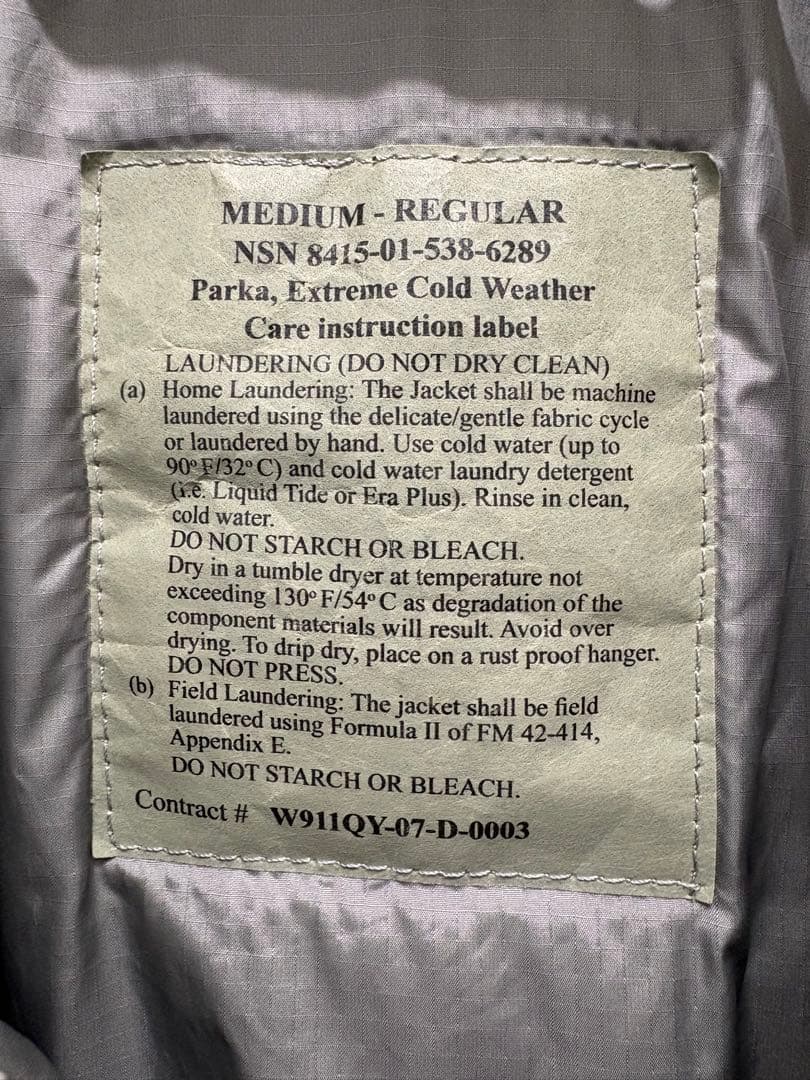 MEDIUM - REGULAR
NSN 8415-01-538-6289
Parka, Extreme Cold Weather
Care instruction label
LAUNDERING (DO NOT DRY CLEAN)
(a) Home Laundering: The Jacket shall be machine
laundered using the delicate/gentle fabric cycle
or laundered by hand. Use cold water (up to
90° F/32° C) and cold water laundry detergent
(i.e. Liquid Tide or Era Plus). Rinse in clean,
cold water.
DO NOT STARCH OR BLEACH.
Dry in a tumble dryer at temperature not
exceeding 130° F/54° C as degradation of the
component materials will result. Avoid over
drying. To drip dry, place on a rust proof hanger.
DO NOT PRESS.
(b) Field Laundering: The jacket shall be field
laundered using Formula II of FM 42-414,
Appendix E.
DO NOT STARCH OR BLEACH.
Contract # W911QY-07-D-0003